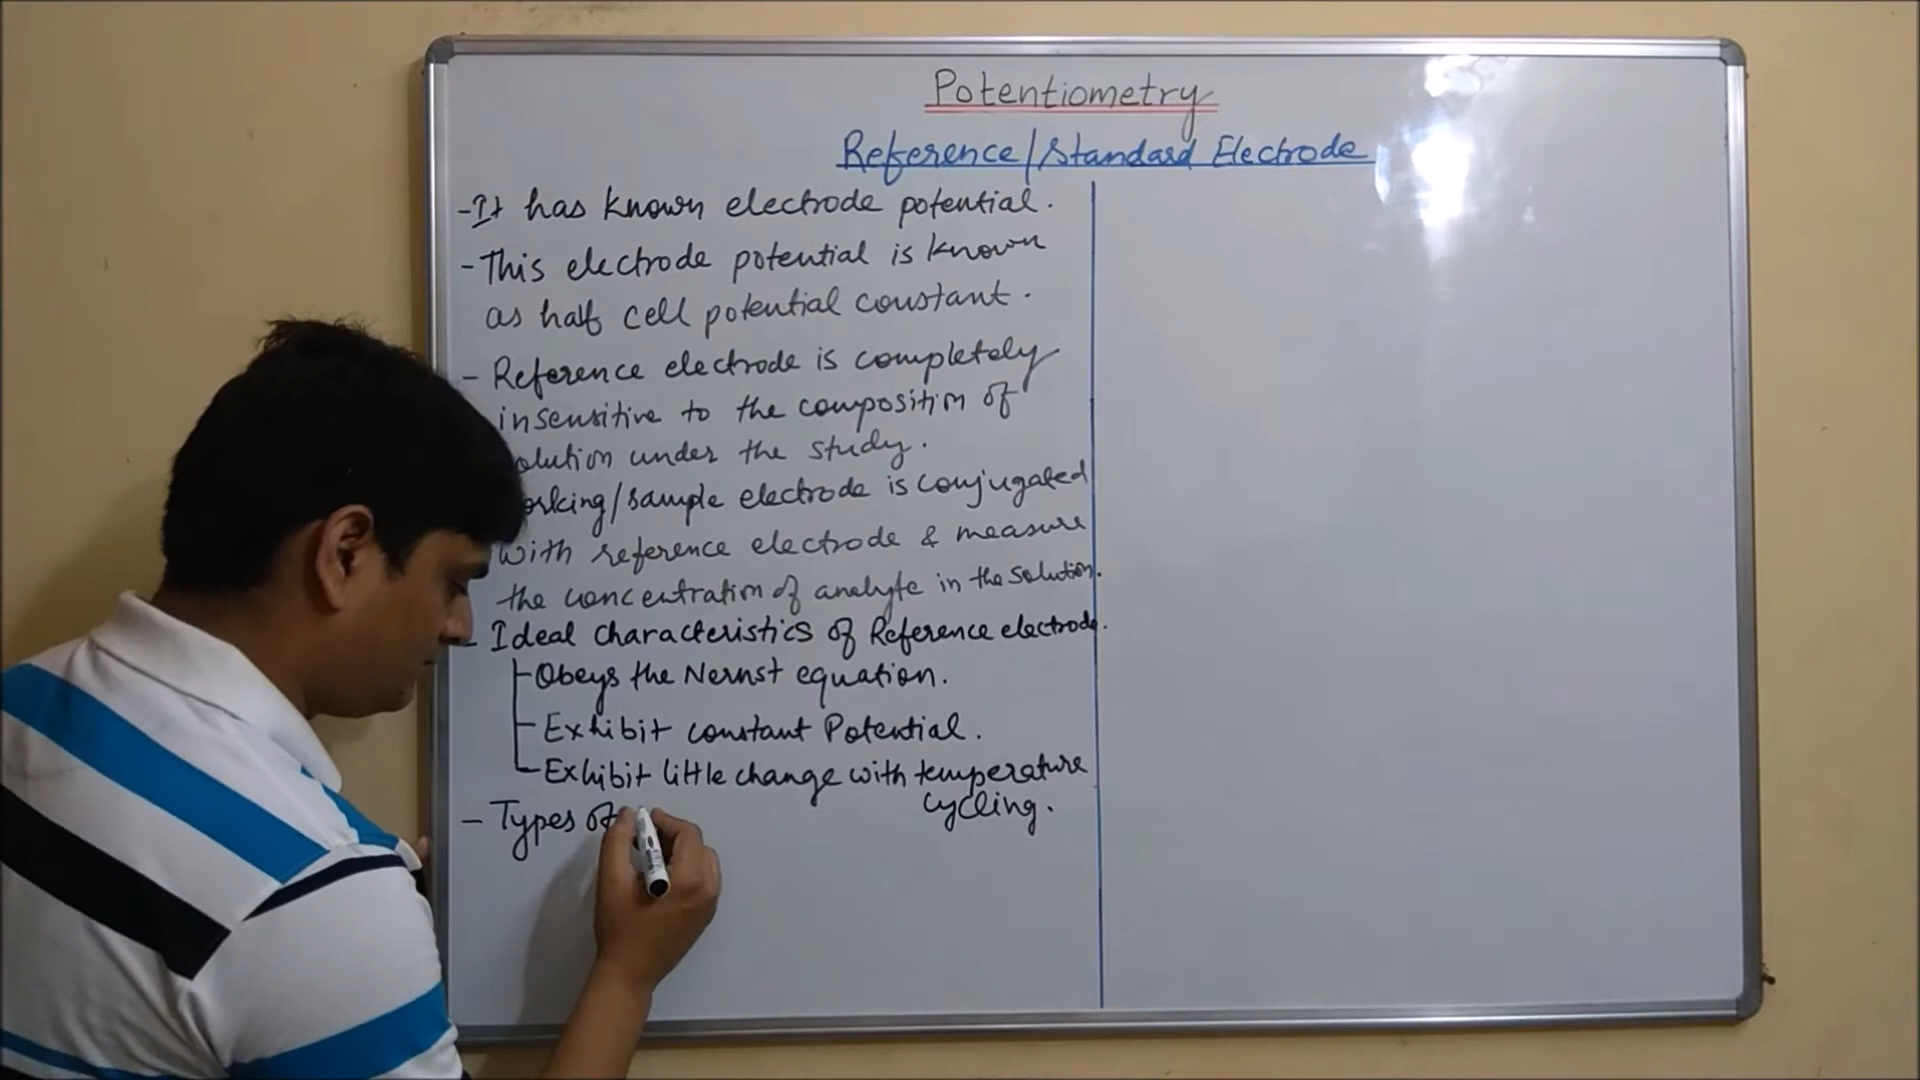 Potentiometry
Reference/Standard Electrode
- It has known electrode potential.
- This electrode potential is known
as half cell potential constant.
- Reference electrode is completely
insensitive to the composition of
olution under the study.
orking/sample electrode is conjugated
with reference electrode & measure
the concentration of analyte in the solution.
- Ideal characteristics of Reference electrode.
- Obeys the Nernst equation.
- Exhibit constant Potential.
- Exhibit little change with temperature
cycling.
- Types of